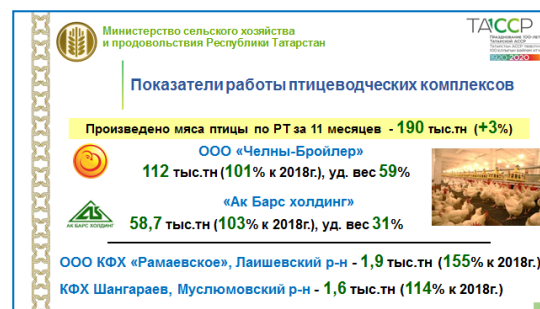 Министерство сельского хозяйства
и продовольствия Республики Татарстан
ТАССР
1920-2020
Показатели работы птицеводческих комплексов
Произведено мяса птицы по РТ за 11 месяцев - 190 тыс.тн (+3%)
ООО «Челны-Бройлер»
112 тыс.тн (101% к 2018г.), уд. вес 59%
«Ак Барс холдинг»
58,7 тыс.тн (103% к 2018г.), уд. вес 31%
АК БАРС ХОЛДИНГ
ООО КФХ «Рамаевское», Лаишевский р-н - 1,9 тыс.тн (155% к 2018г.)
КФХ Шангараев, Муслюмовский р-н - 1,6 тыс.тн (114% к 2018г.)